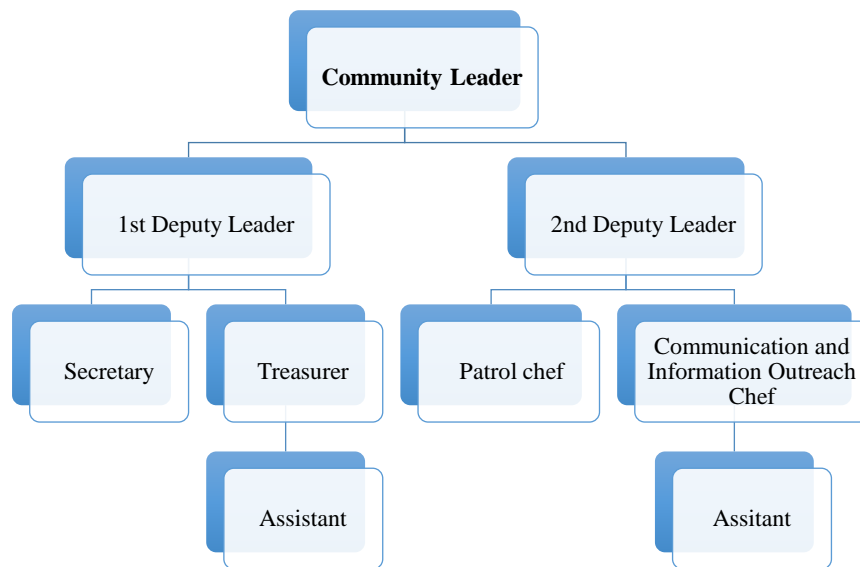 Community Leader
1st Deputy Leader
2nd Deputy Leader
Secretary
Treasurer
Patrol chef
Communication and
Information Outreach
Chef
Assistant
Assitant